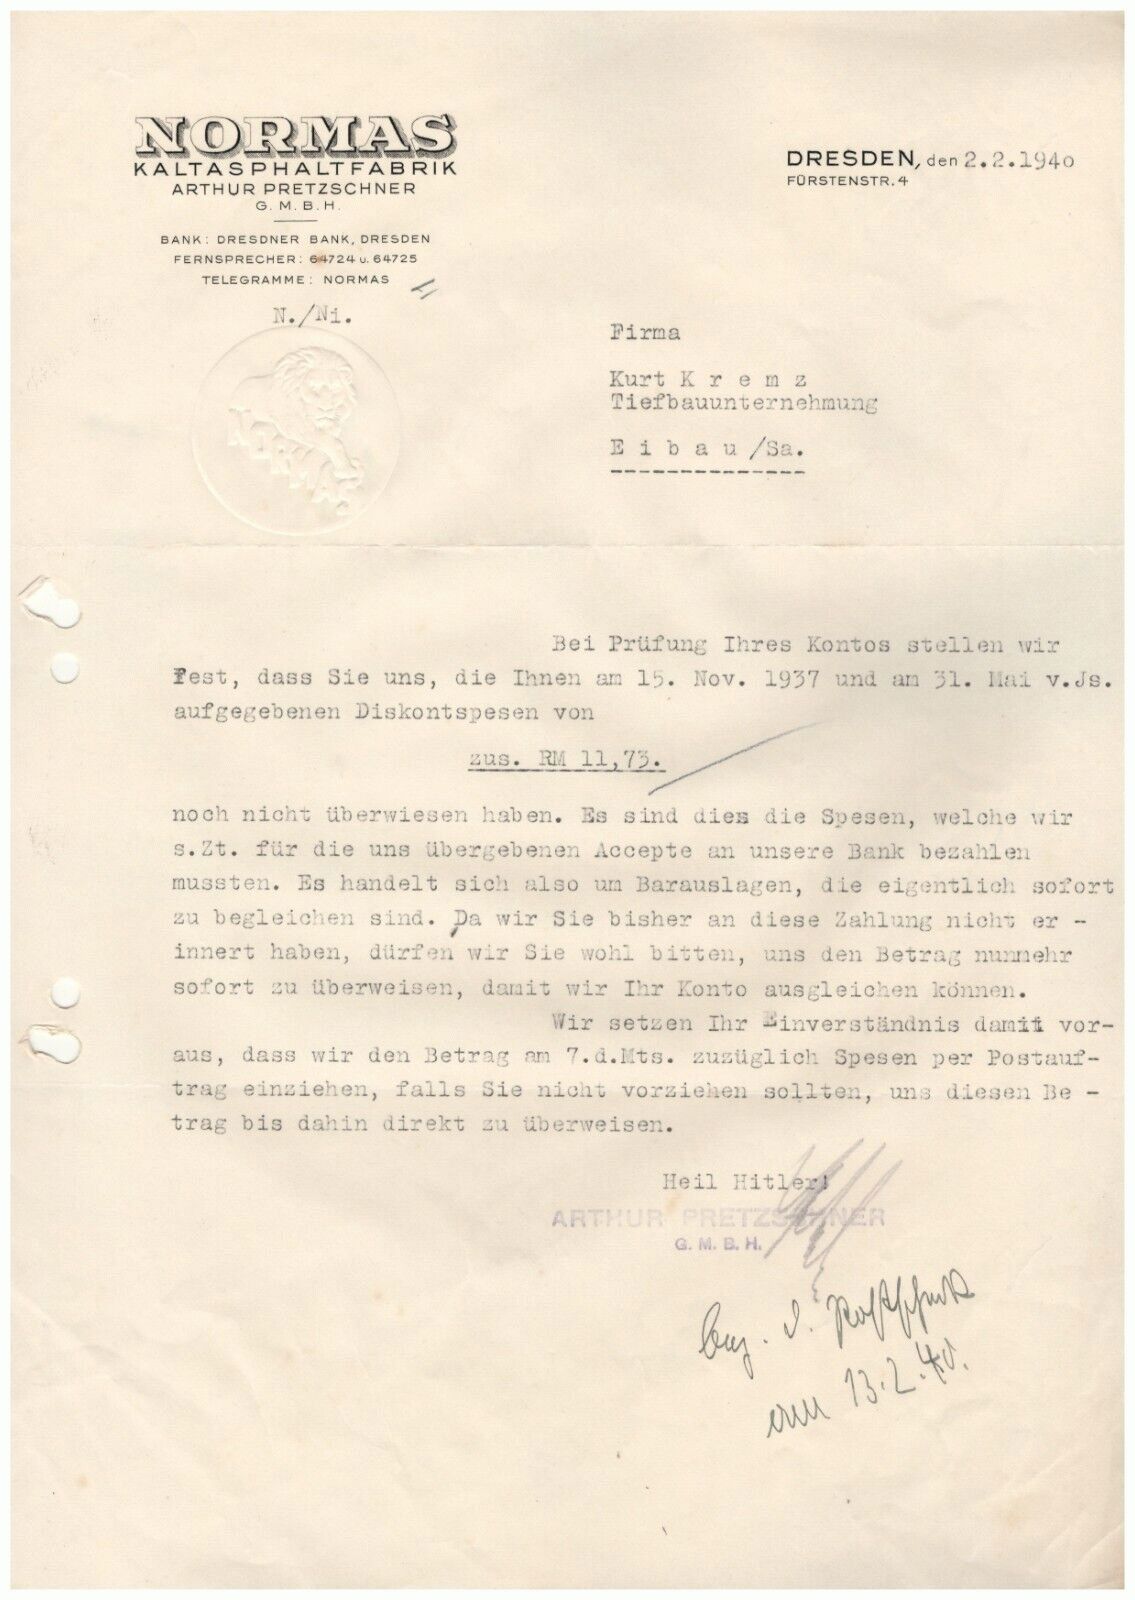 NORMAS
KALTASPHALTFABRIK
ARTHUR PRETZSCHNER
G. M. B. H.
BANK: DRESDNER BANK, DRESDEN
FERNSPRECHER: 64724 u. 64725
TELEGRAMME: NORMAS
N./Ni.
NORMAS
DRESDEN, den 2.2.1940
FÜRSTENSTR. 4
Firma
Kurt K r e m z
Tiefbauunternehmung
E i b a u /Sa.
Bei Prüfung Ihres Kontos stellen wir
fest, dass Sie uns, die Ihnen am 15. Nov. 1937 und am 31. Mai v.Js.
aufgegebenen Diskontspesen von
zus. RM 11,73.
noch nicht überwiesen haben. Es sind dies die Spesen, welche wir
s.Zt. für die uns übergebenen Accepte an unsere Bank bezahlen
mussten. Es handelt sich also um Barauslagen, die eigentlich sofort
zu begleichen sind. Da wir Sie bisher an diese Zahlung nicht er -
innert haben, dürfen wir Sie wohl bitten, uns den Betrag nunmehr
sofort zu überweisen, damit wir Ihr Konto ausgleichen können.
Wir setzen Ihr Einverständnis damit vor-
aus, dass wir den Betrag am 7.d.Mts. zuzüglich Spesen per Postauf-
trag einziehen, falls Sie nicht vorziehen sollten, uns diesen Be -
trag bis dahin direkt zu überweisen.
Heil Hitler!
ARTHUR PRETZSCHNER
G. M. B. H.
d. Postscheck
am 13.2.40.